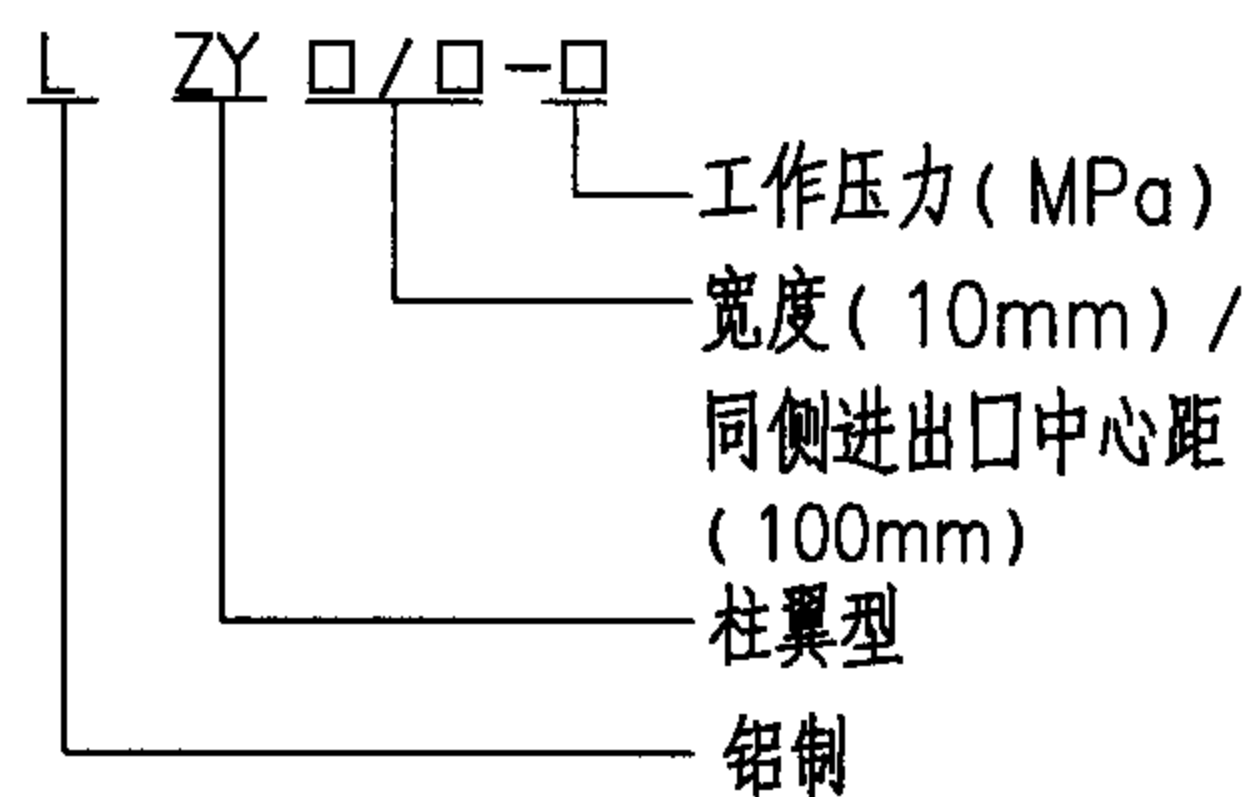 L ZY □/□-□
工作压力(MPa)
宽度(10mm)/
同侧进出口中心距
(100mm)
柱翼型
铝制